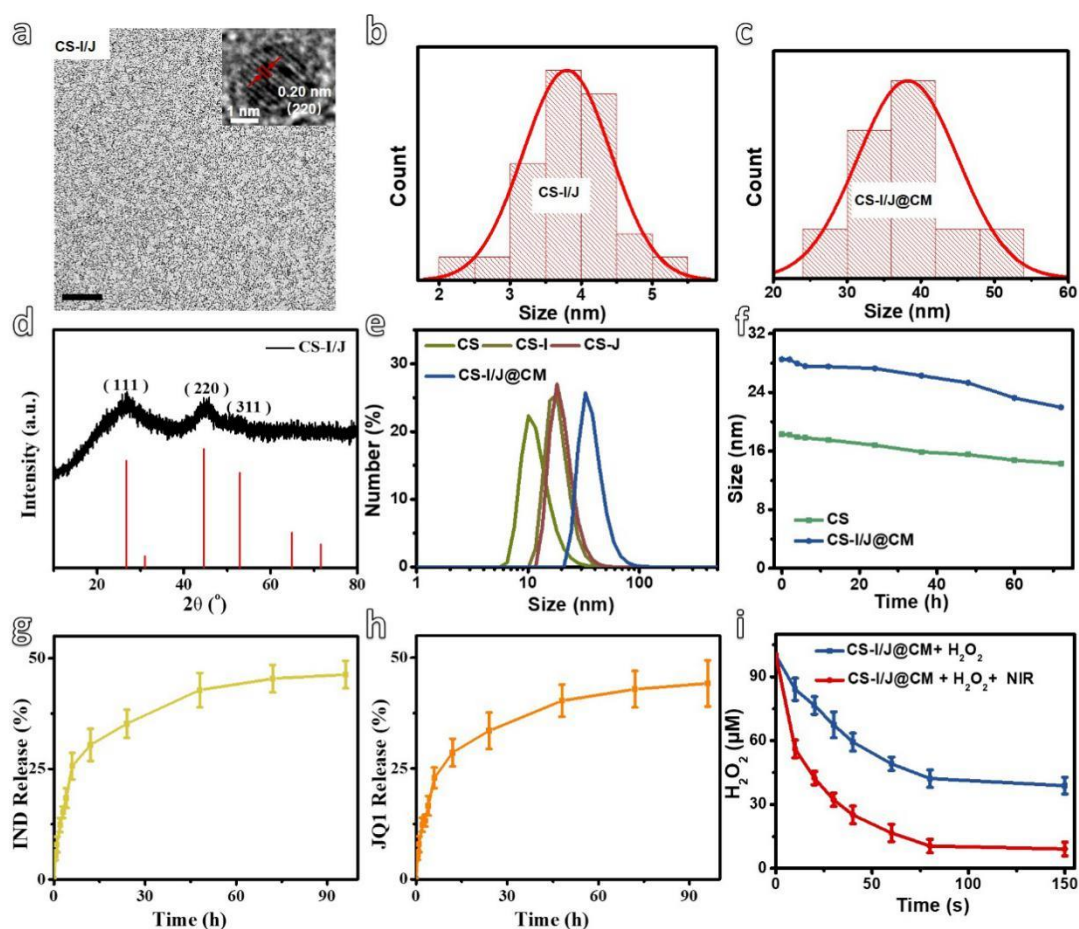 a
CS-I/J
0.20 nm
(220)
1 nm
b
Count
CS-I/J
2 3 4 5
Size (nm)
c
Count
CS-I/J@CM
20 30 40 50 60
Size (nm)
d
Intensity (a.u.)
CS-I/J
( 111 ) ( 220 ) ( 311 )
20 40 60 80
2θ (°)
e
Number (%)
30
20
10
0
CS CS-I CS-J
CS-I/J@CM
1 10 100
Size (nm)
f
Size (nm)
32
24
16
8
0
CS
CS-I/J@CM
0 20 40 60
Time (h)
g
IND Release (%)
50
25
0
0 30 60 90
Time (h)
h
JQ1 Release (%)
50
25
0
0 30 60 90
Time (h)
i
H₂O₂ (µM)
90
60
30
0
CS-I/J@CM+ H₂O₂
CS-I/J@CM + H₂O₂+ NIR
0 50 100 150
Time (s)